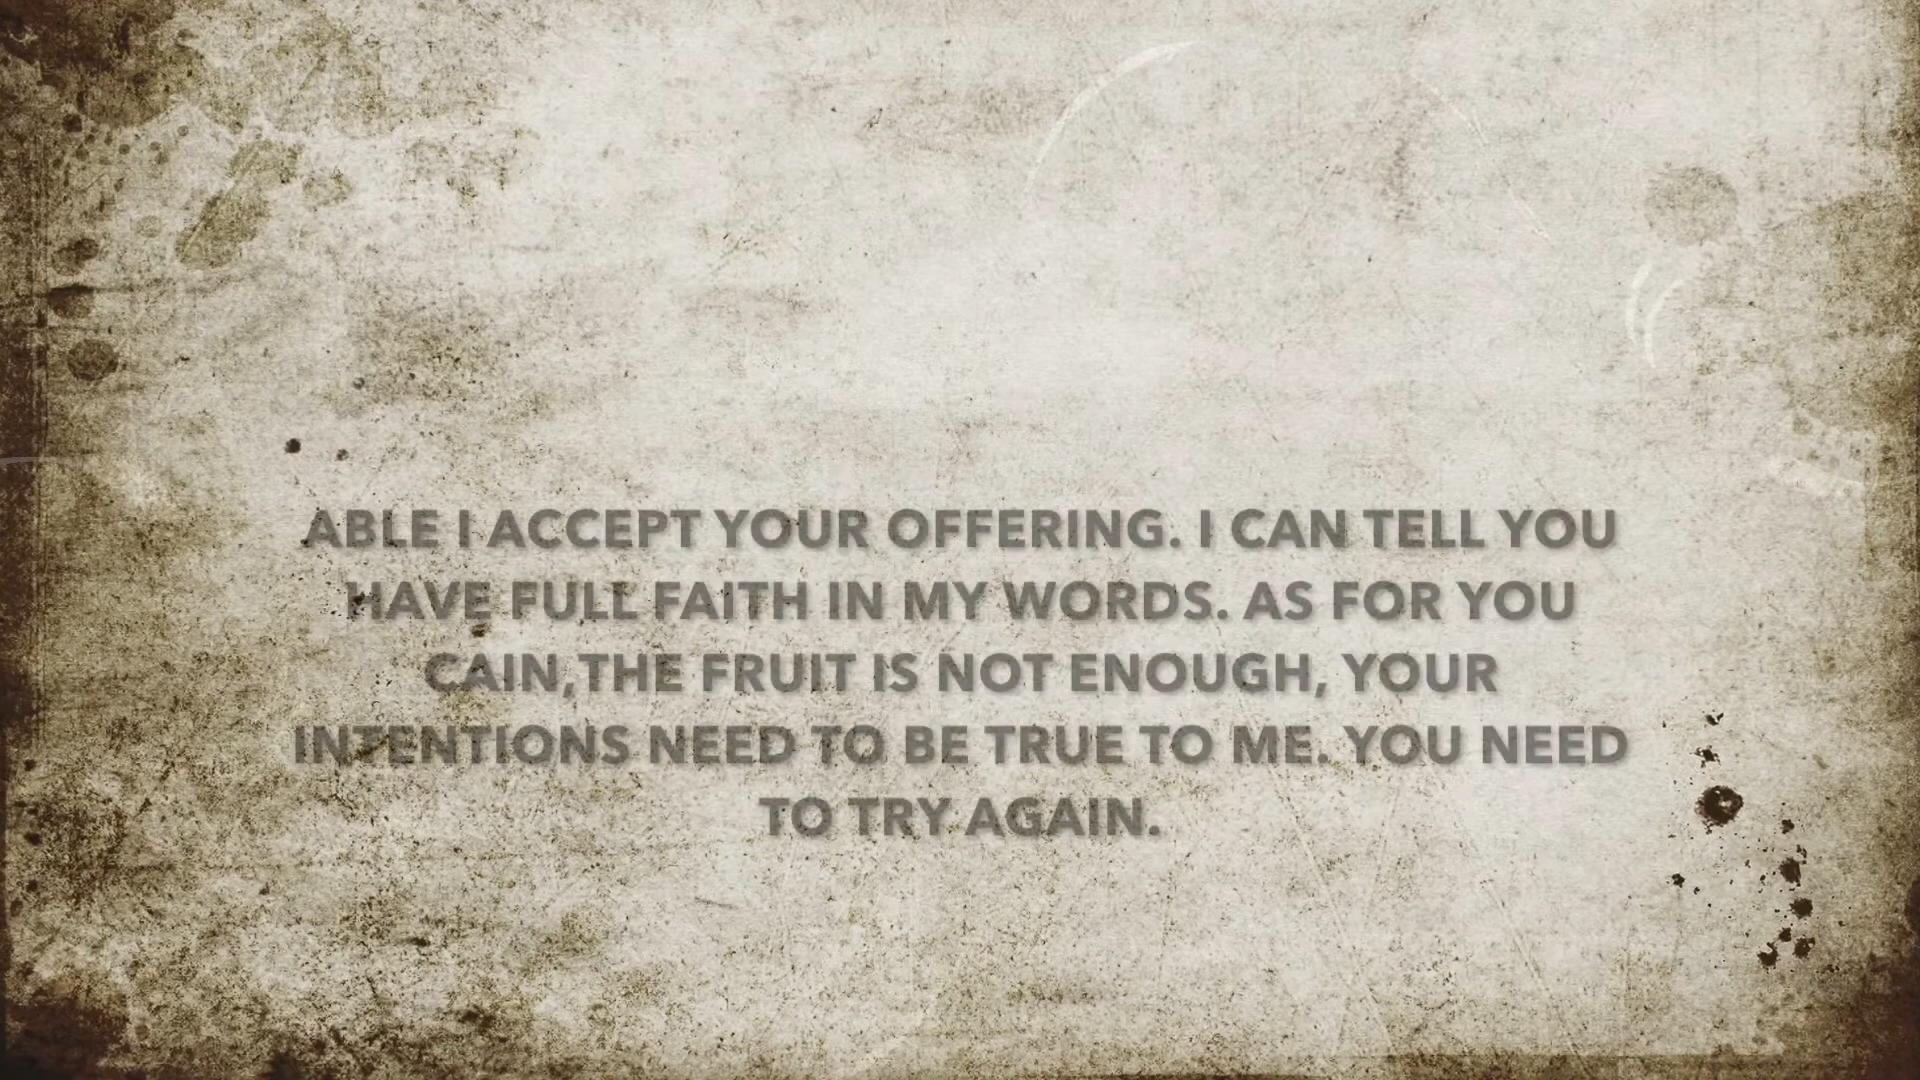 ABLE I ACCEPT YOUR OFFERING. I CAN TELL YOU
HAVE FULL FAITH IN MY WORDS. AS FOR YOU
CAIN,THE FRUIT IS NOT ENOUGH, YOUR
INTENTIONS NEED TO BE TRUE TO ME. YOU NEED
TO TRY AGAIN.